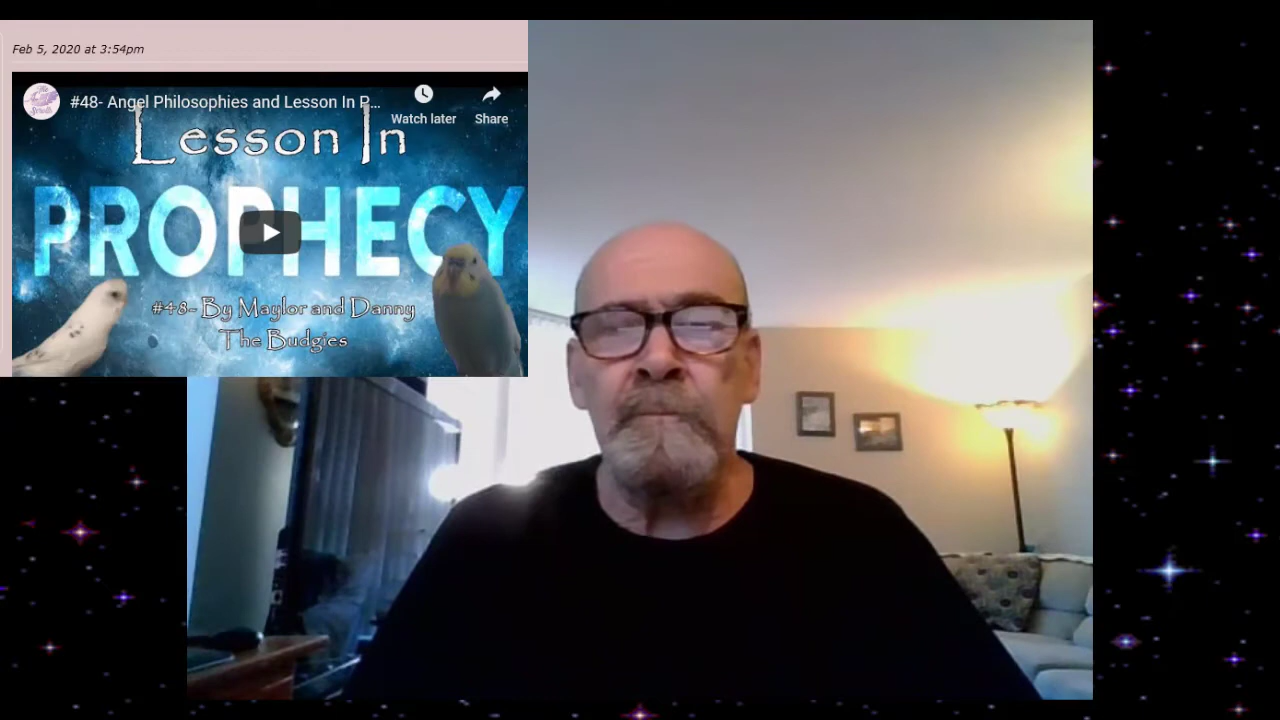 Feb 5, 2020 at 3:54pm
#48- Angel Philosophies and Lesson In P...
Watch later
Share
Lesson In
PROPHECY
#48- By Maylor and Danny
The Budgies